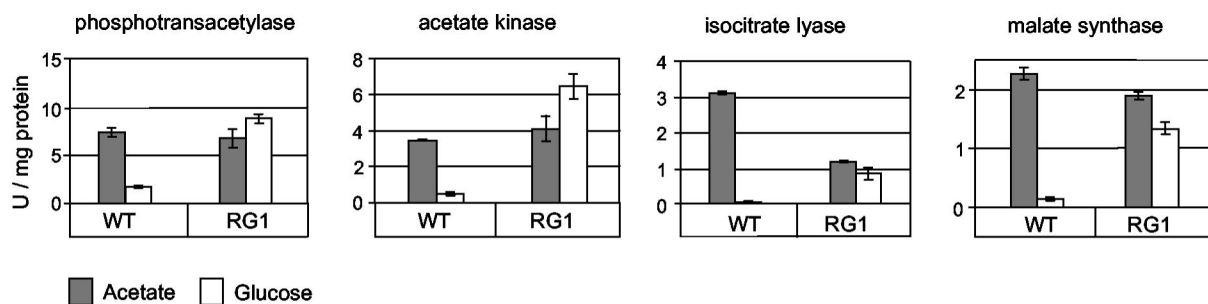 phosphotransacetylase
acetate kinase
isocitrate lyase
malate synthase
U / mg protein
15
10
5
0
WT
RG1
8
6
4
2
0
WT
RG1
4
3
2
1
0
WT
RG1
2
1
0
WT
RG1
Acetate
Glucose